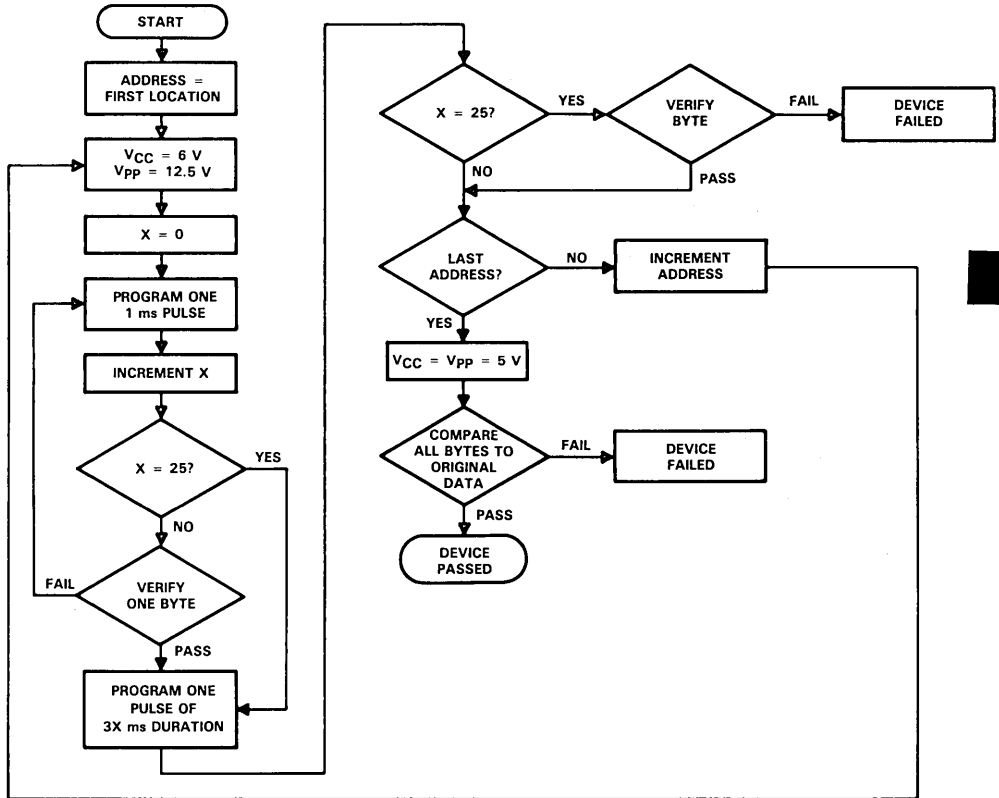 START
ADDRESS =
FIRST LOCATION
VCC = 6 V
VPP = 12.5 V
X = 0
PROGRAM ONE
1 ms PULSE
INCREMENT X
X = 25?
YES
NO
VERIFY
ONE BYTE
FAIL
PASS
PROGRAM ONE
PULSE OF
3X ms DURATION
X = 25?
YES
NO
VERIFY
BYTE
FAIL
PASS
DEVICE
FAILED
LAST
ADDRESS?
NO
YES
INCREMENT
ADDRESS
VCC = VPP = 5 V
COMPARE
ALL BYTES TO
ORIGINAL
DATA
FAIL
PASS
DEVICE
FAILED
DEVICE
PASSED